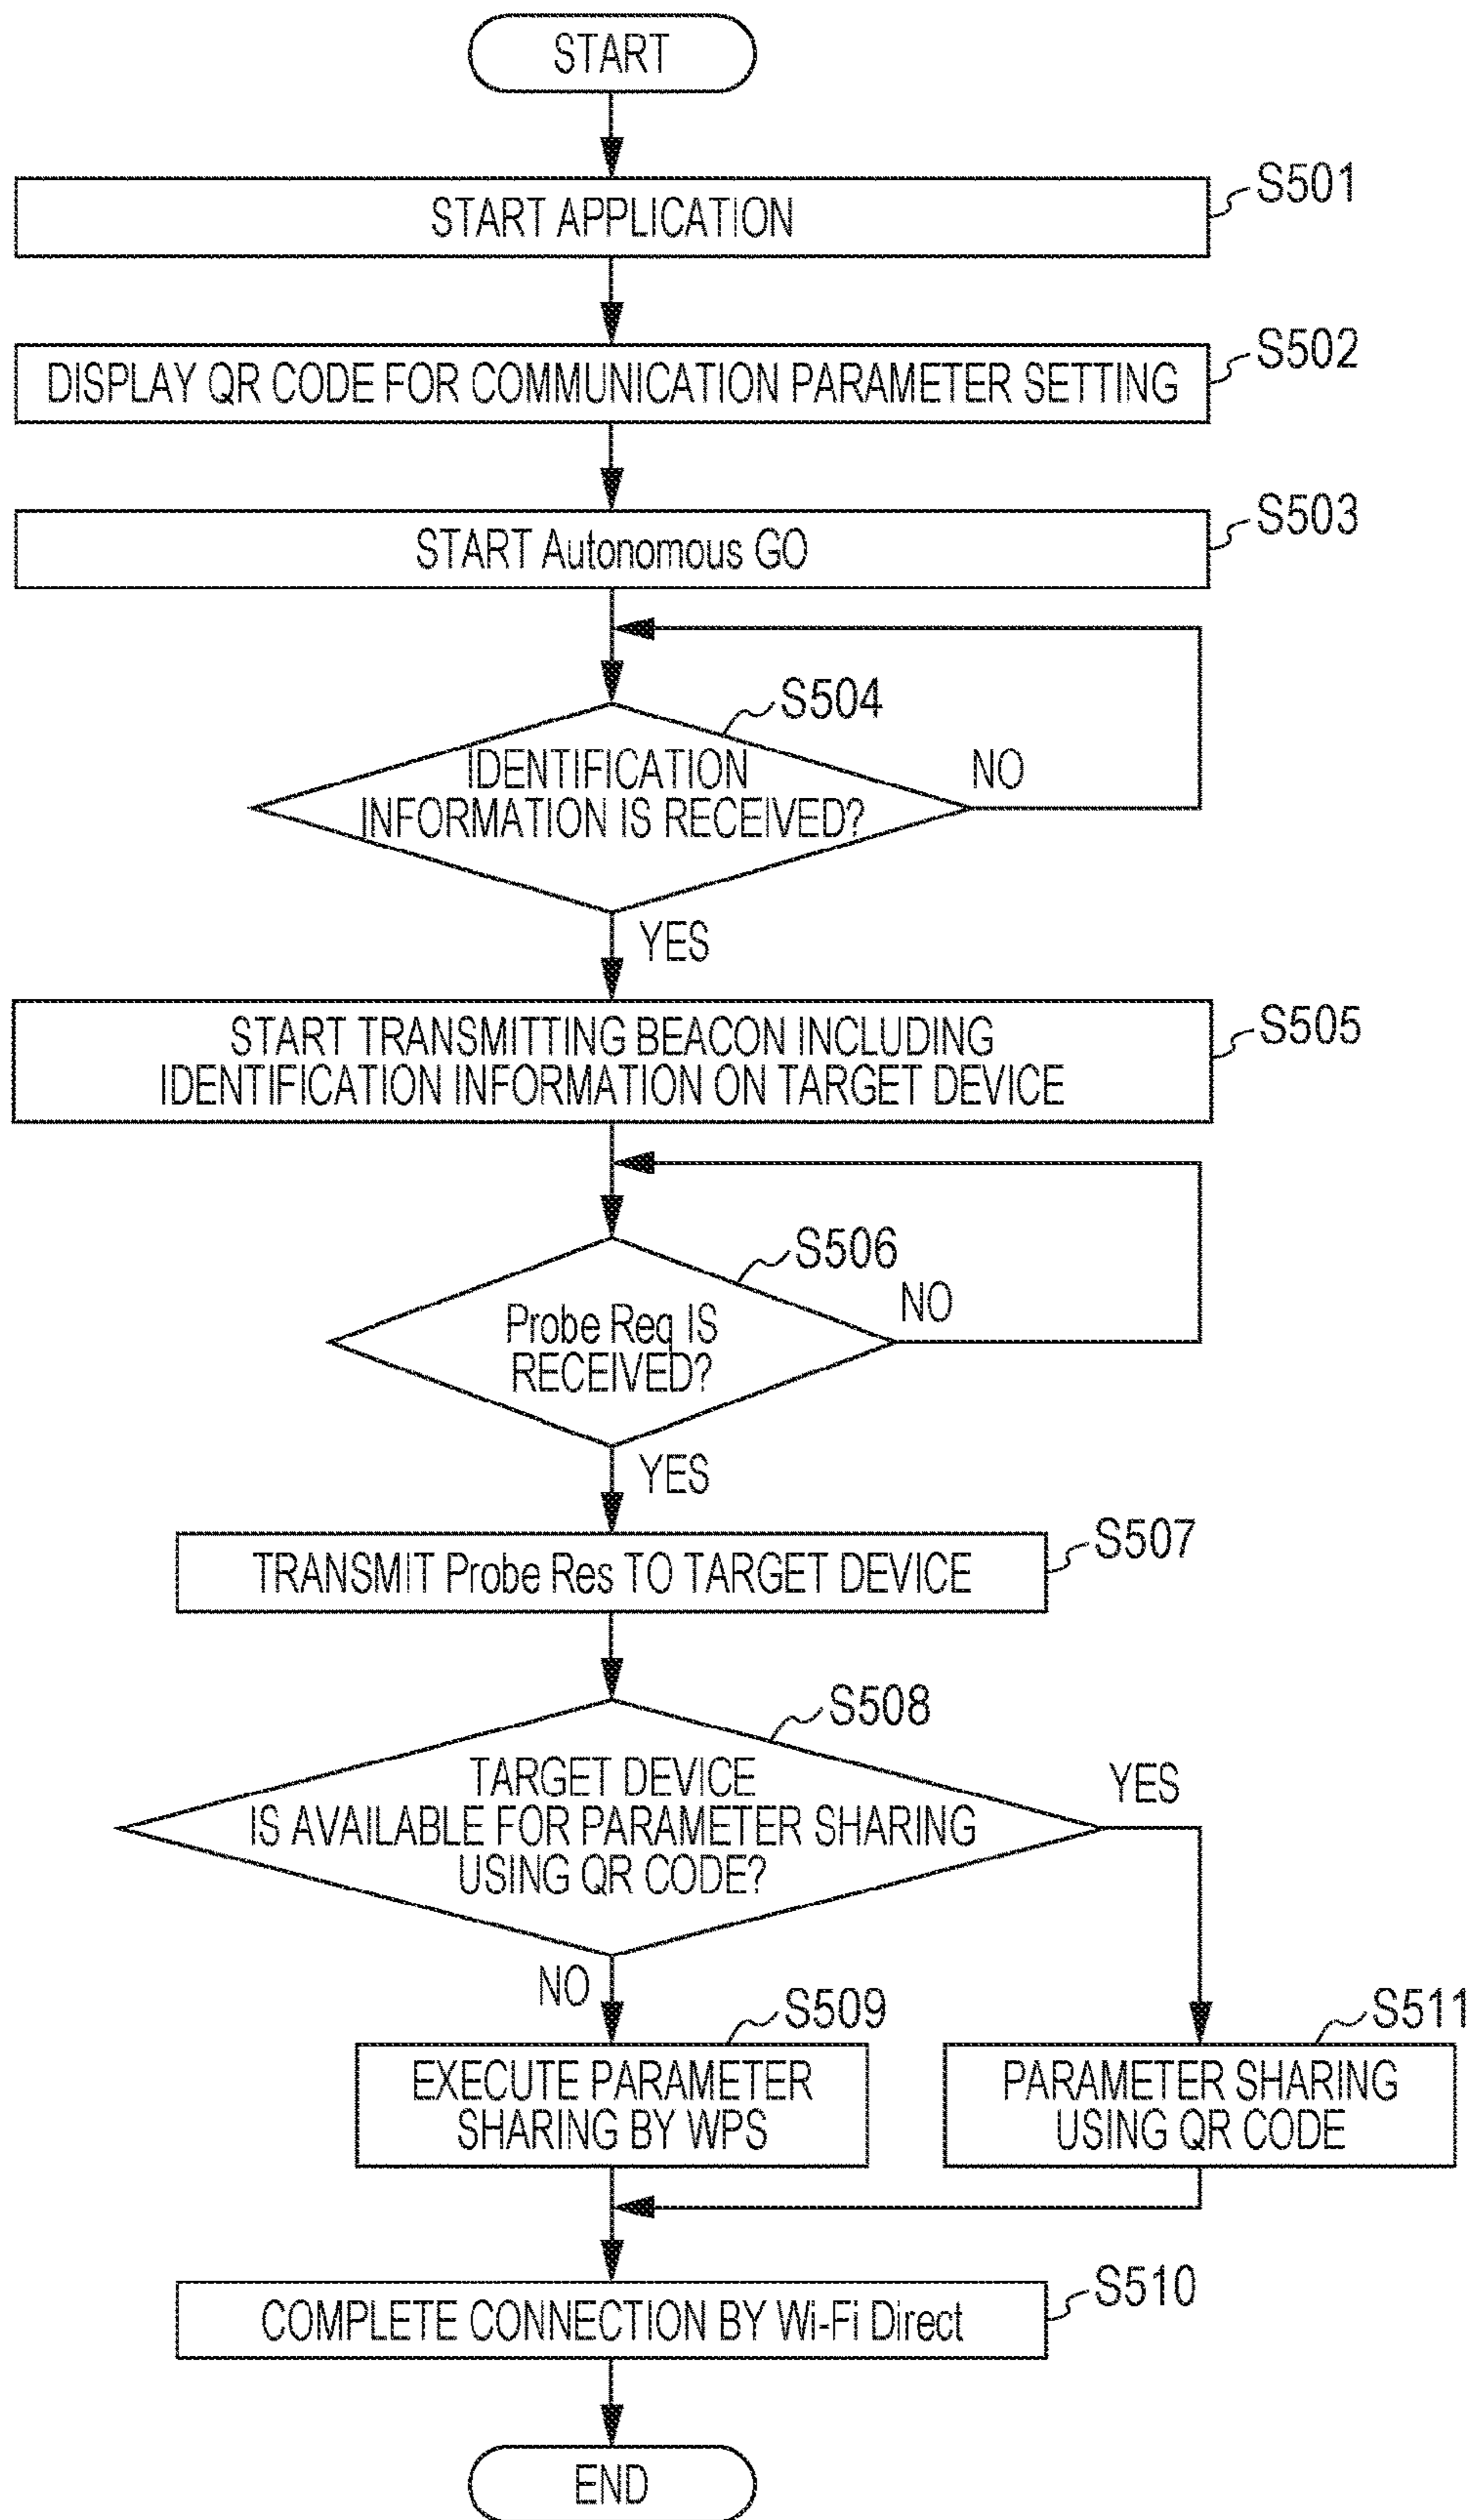 START
S501
START APPLICATION
S502
DISPLAY QR CODE FOR COMMUNICATION PARAMETER SETTING
S503
START Autonomous GO
S504
IDENTIFICATION
INFORMATION IS RECEIVED?
NO
YES
S505
START TRANSMITTING BEACON INCLUDING
IDENTIFICATION INFORMATION ON TARGET DEVICE
S506
NO
Probe Req IS
RECEIVED?
YES
S507
TRANSMIT Probe Res TO TARGET DEVICE
S508
TARGET DEVICE
IS AVAILABLE FOR PARAMETER SHARING
USING QR CODE?
YES
NO
S509
EXECUTE PARAMETER
SHARING BY WPS
S511
PARAMETER SHARING
USING QR CODE
S510
COMPLETE CONNECTION BY Wi-Fi Direct
END